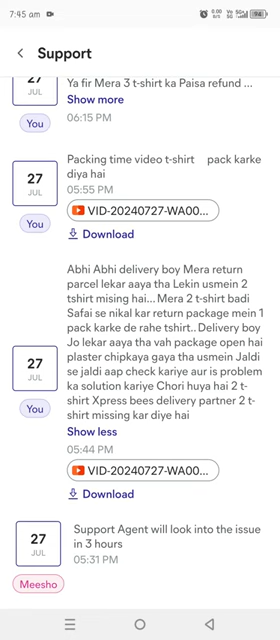 7:45 am
0.00
B/s
Vo
5G
5G
94
Support
27
JUL
You
Ya fir Mera 3 t-shirt ka Paisa refund ...
Show more
06:15 PM
27
JUL
You
Packing time video t-shirt pack karke
diya hai
05:55 PM
VID-20240727-WA00...
Download
27
JUL
You
Abhi Abhi delivery boy Mera return
parcel lekar aaya tha Lekin usmein 2
tshirt mising hai... Mera 2 t-shirt badi
Safai se nikal kar return package mein 1
pack karke de rahe tshirt.. Delivery boy
Jo lekar aaya tha vah package open hai
plaster chipkaya gaya tha usmein Jaldi
se jaldi aap check kariye aur is problem
ka solution kariye Chori huya hai 2 t-
shirt Xpress bees delivery partner 2 t-
shirt missing kar diye hai
Show less
05:44 PM
VID-20240727-WA00...
Download
27
JUL
Meesho
Support Agent will look into the issue
in 3 hours
05:31 PM